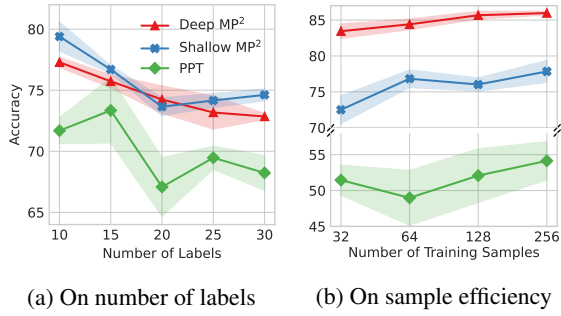 Deep MP²
Shallow MP²
PPT
80
75
70
65
Accuracy
10 15 20 25 30
Number of Labels
85
80
75
70
55
50
45
32 64 128 256
Number of Training Samples
(a) On number of labels
(b) On sample efficiency